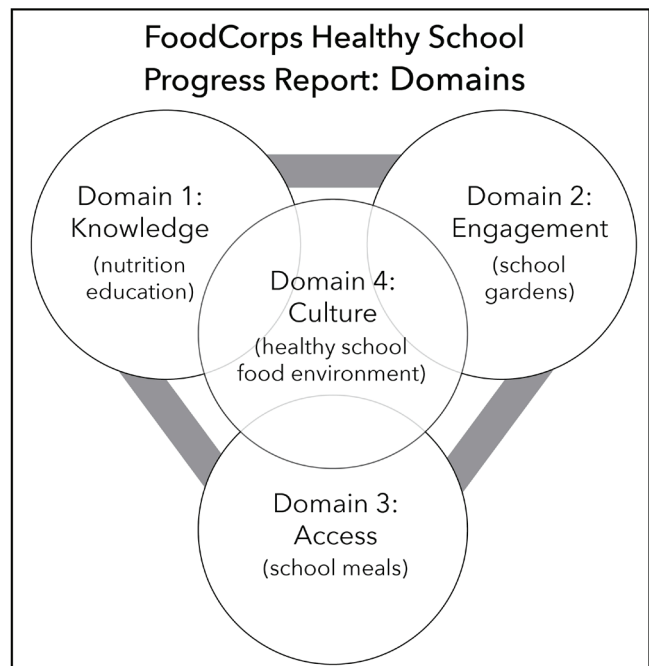 FoodCorps Healthy School
Progress Report: Domains
Domain 1:
Knowledge
(nutrition
education)
Domain 2:
Engagement
(school
gardens)
Domain 4:
Culture
(healthy school
food environment)
Domain 3:
Access
(school meals)